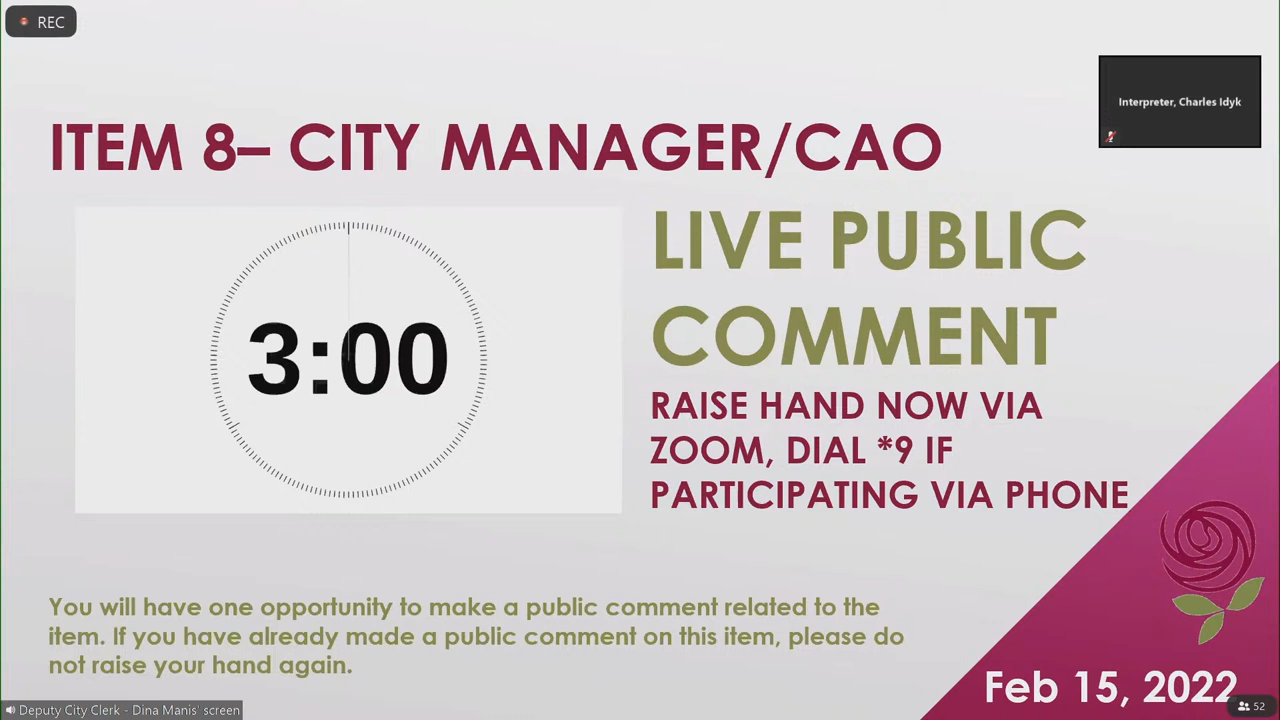 REC
Interpreter, Charles Idyk
ITEM 8– CITY MANAGER/CAO
3:00
LIVE PUBLIC
COMMENT
RAISE HAND NOW VIA
ZOOM, DIAL *9 IF
PARTICIPATING VIA PHONE
You will have one opportunity to make a public comment related to the
item. If you have already made a public comment on this item, please do
not raise your hand again.
Feb 15, 2022
Deputy City Clerk - Dina Manis' screen
52